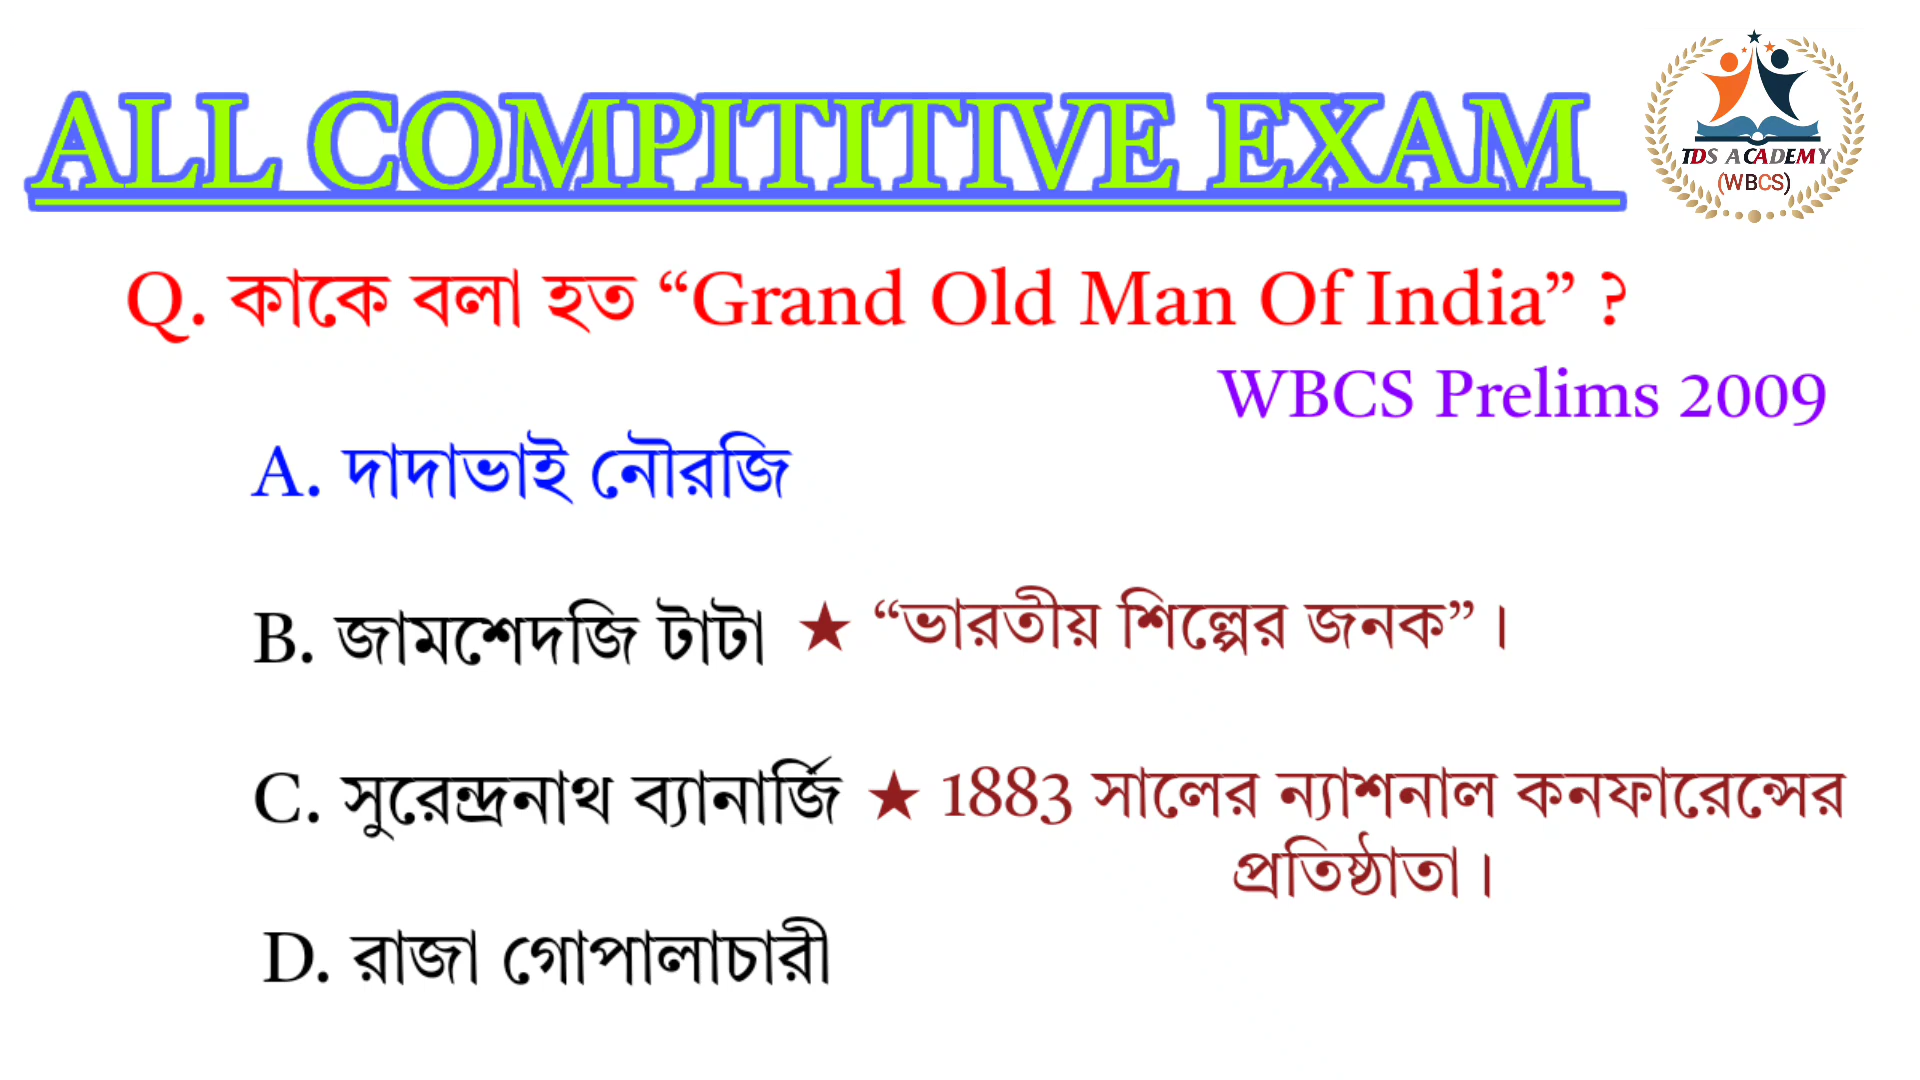 ALL COMPITITIVE EXAM
TDS ACADEMY
(WBCS)
Q. কাকে বলা হত “Grand Old Man Of India” ?
WBCS Prelims 2009
A. দাদাভাই নৌরজি
B. জামশেদজি টাটা ★ “ভারতীয় শিল্পের জনক” ।
C. সুরেন্দ্রনাথ ব্যানার্জি ★ 1883 সালের ন্যাশনাল কনফারেন্সের
প্রতিষ্ঠাতা ।
D. রাজা গোপালাচারী